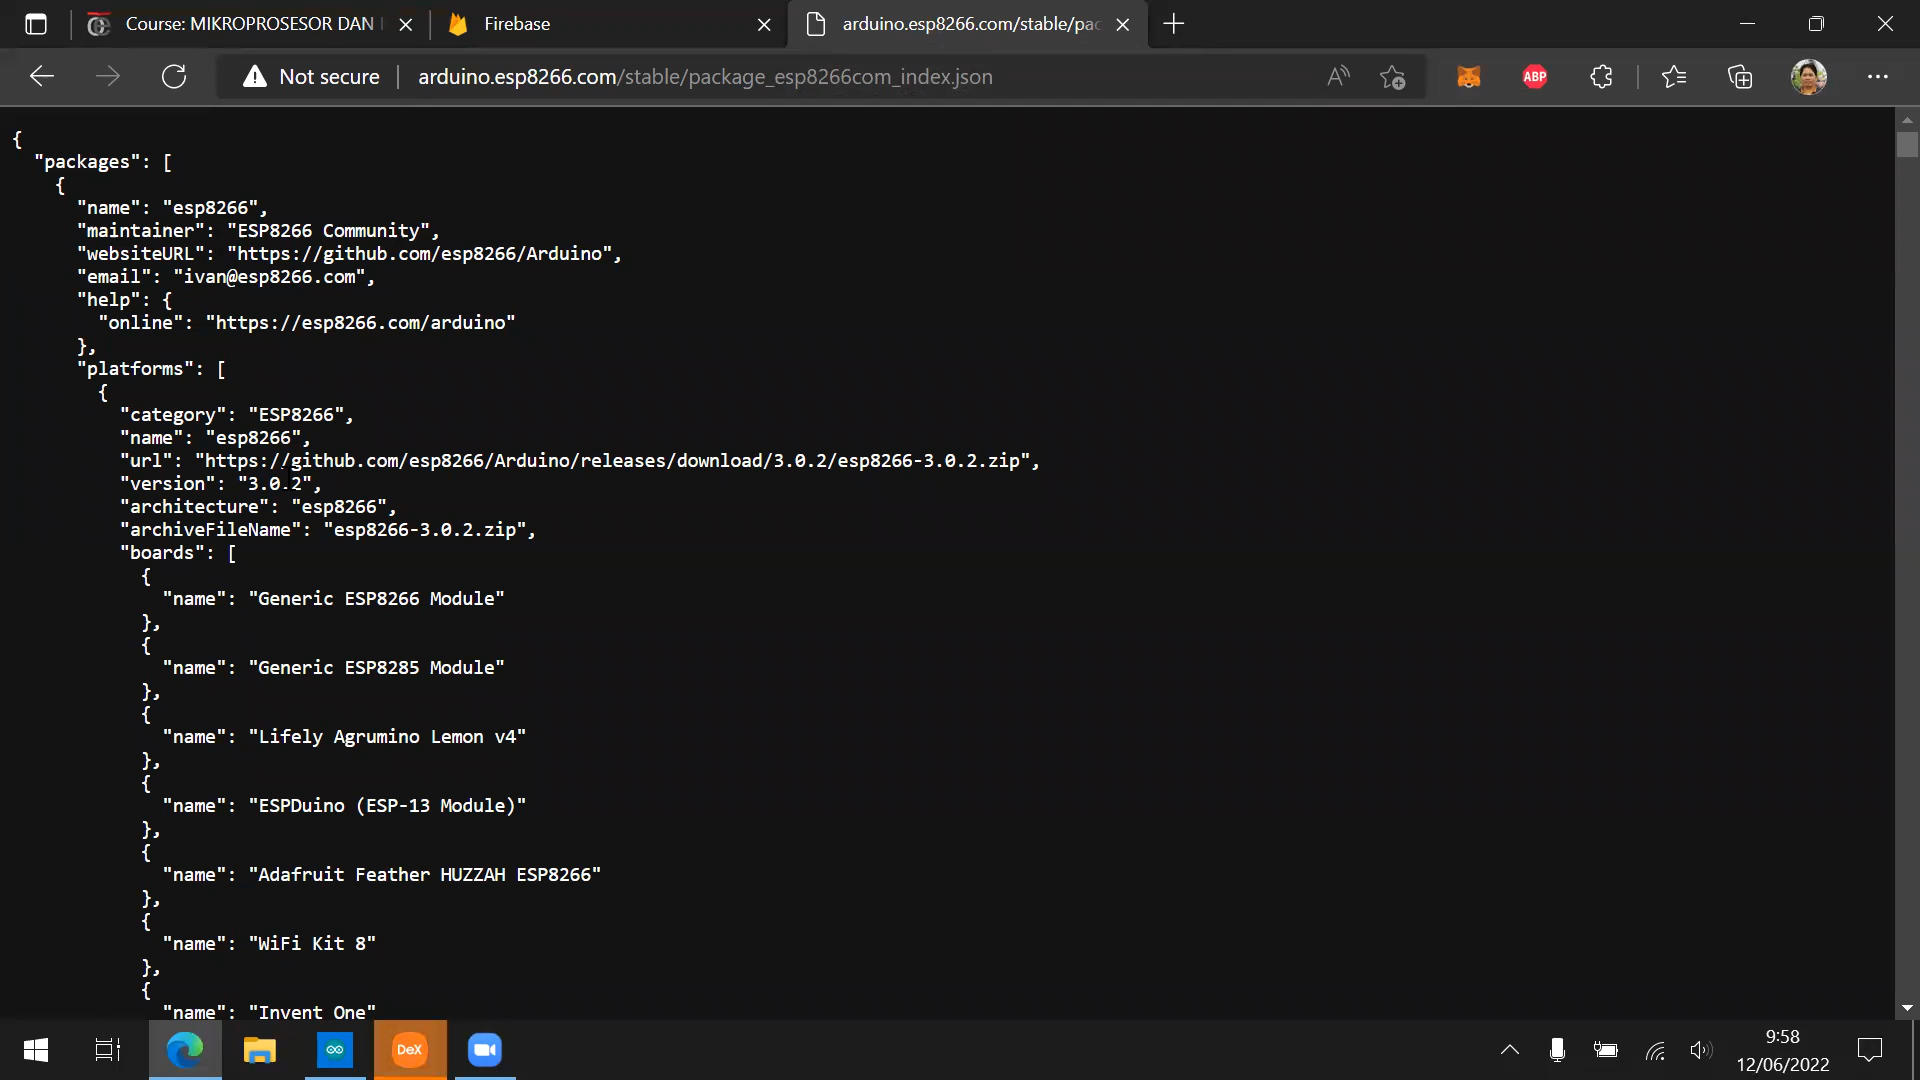 Course: MIKROPROSESOR DAN
Firebase
arduino.esp8266.com/stable/pac
Not secure
arduino.esp8266.com/stable/package_esp8266com_index.json
ABP
{
"packages": [
{
"name": "esp8266",
"maintainer": "ESP8266 Community",
"websiteURL": "https://github.com/esp8266/Arduino",
"email": "ivan@esp8266.com",
"help": {
"online": "https://esp8266.com/arduino"
},
"platforms": [
{
"category": "ESP8266",
"name": "esp8266",
"url": "https://github.com/esp8266/Arduino/releases/download/3.0.2/esp8266-3.0.2.zip",
"version": "3.0.2",
"architecture": "esp8266",
"archiveFileName": "esp8266-3.0.2.zip",
"boards": [
{
"name": "Generic ESP8266 Module"
},
{
"name": "Generic ESP8285 Module"
},
{
"name": "Lifely Agrumino Lemon v4"
},
{
"name": "ESPDuino (ESP-13 Module)"
},
{
"name": "Adafruit Feather HUZZAH ESP8266"
},
{
"name": "WiFi Kit 8"
},
{
"name": "Invent One"
DeX
9:58
12/06/2022